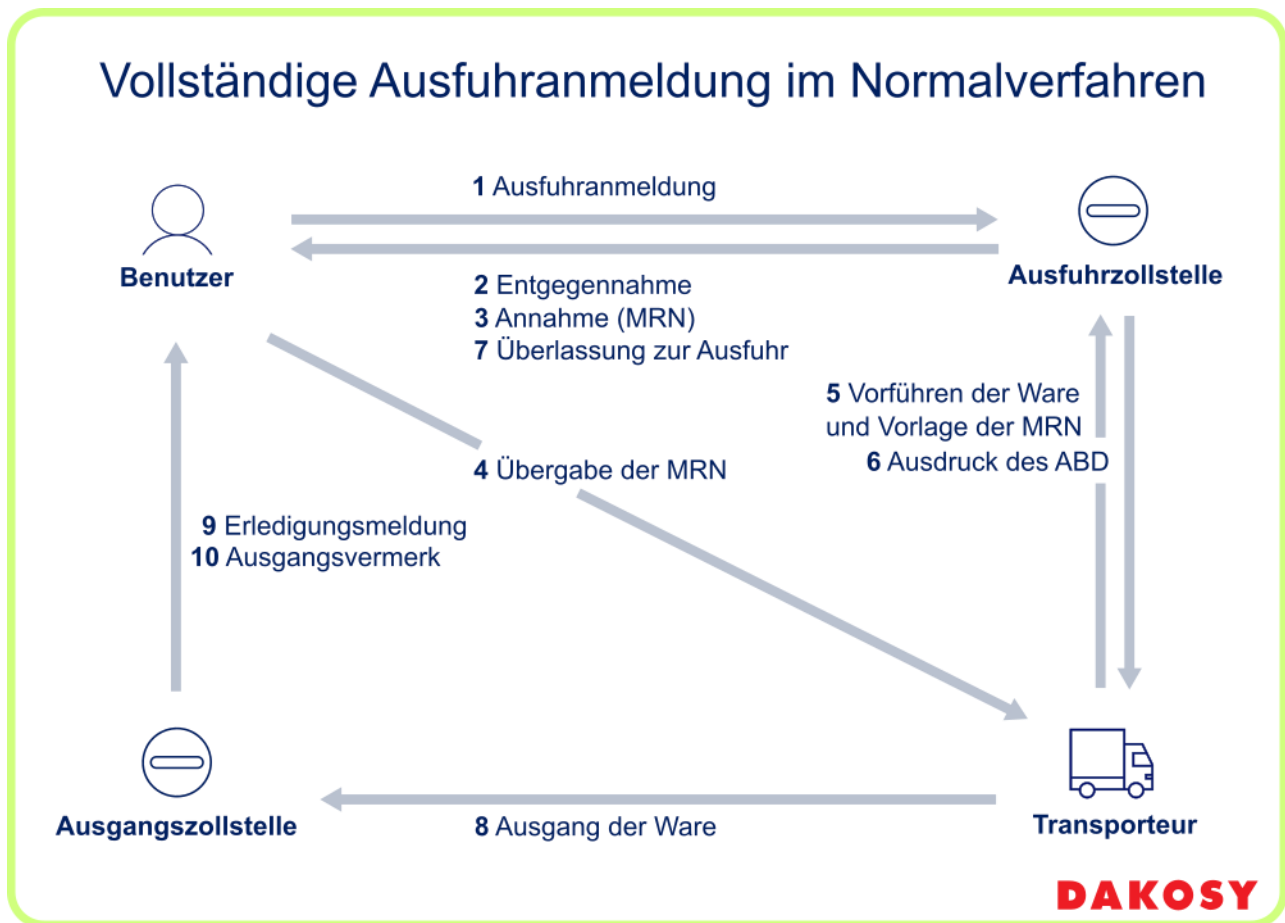 Vollständige Ausfuhranmeldung im Normalverfahren
1 Ausfuhranmeldung
Benutzer
Ausfuhrzollstelle
2 Entgegennahme
3 Annahme (MRN)
7 Überlassung zur Ausfuhr
5 Vorführen der Ware
und Vorlage der MRN
6 Ausdruck des ABD
4 Übergabe der MRN
9 Erledigungsmeldung
10 Ausgangsvermerk
Ausgangszollstelle
8 Ausgang der Ware
Transporteur
DAKOSY